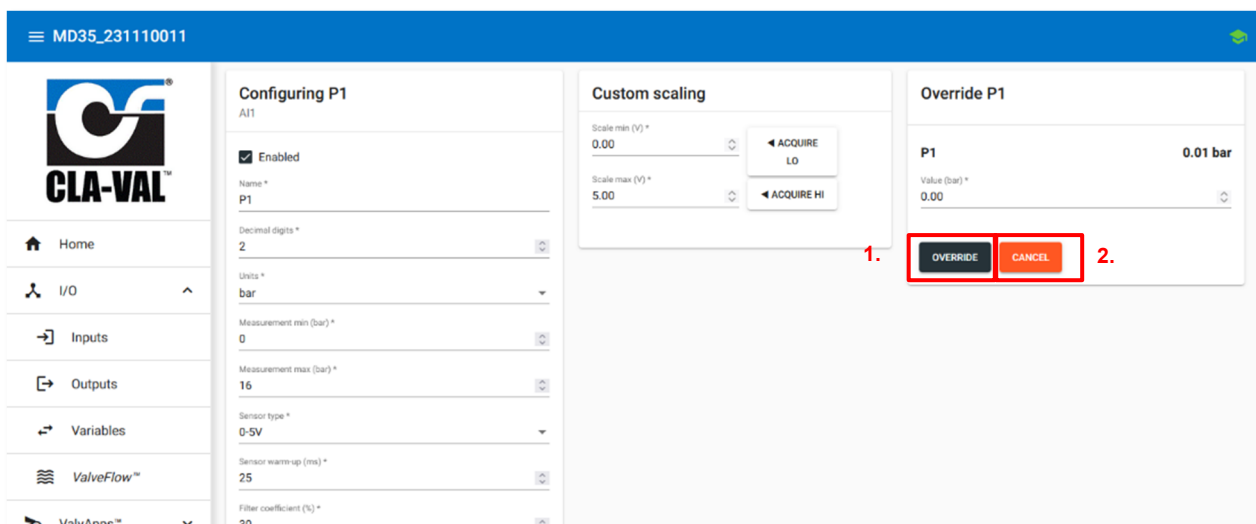 MD35_231110011
CLA-VAL™
Home
I/O
Inputs
Outputs
Variables
ValveFlow™
ValvApps™
Configuring P1
AI1
Enabled
Name *
P1
Decimal digits *
2
Units *
bar
Measurement min (bar) *
0
Measurement max (bar) *
16
Sensor type *
0-5V
Sensor warm-up (ms) *
25
Filter coefficient (%) *
Custom scaling
Scale min (V) *
0.00
ACQUIRE
LO
Scale max (V) *
5.00
ACQUIRE HI
Override P1
P1 0.01 bar
Value (bar) *
0.00
1.
OVERRIDE
CANCEL
2.